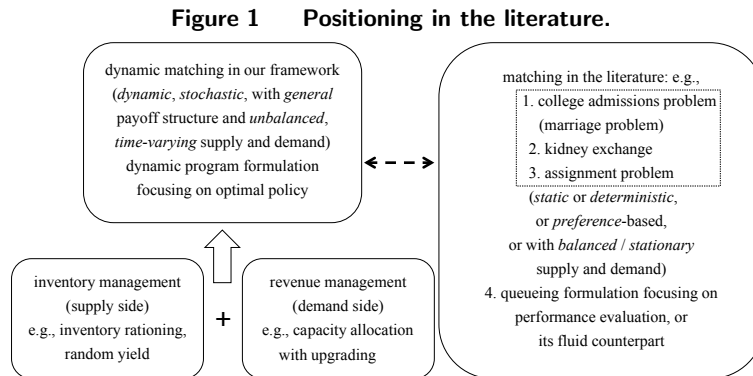 Figure 1 Positioning in the literature.
dynamic matching in our framework
(dynamic, stochastic, with general
payoff structure and unbalanced,
time-varying supply and demand)
dynamic program formulation
focusing on optimal policy
matching in the literature: e.g.,
1. college admissions problem
(marriage problem)
2. kidney exchange
3. assignment problem
(static or deterministic,
or preference-based,
or with balanced / stationary
supply and demand)
4. queueing formulation focusing on
performance evaluation, or
its fluid counterpart
inventory management
(supply side)
e.g., inventory rationing,
random yield
+
revenue management
(demand side)
e.g., capacity allocation
with upgrading